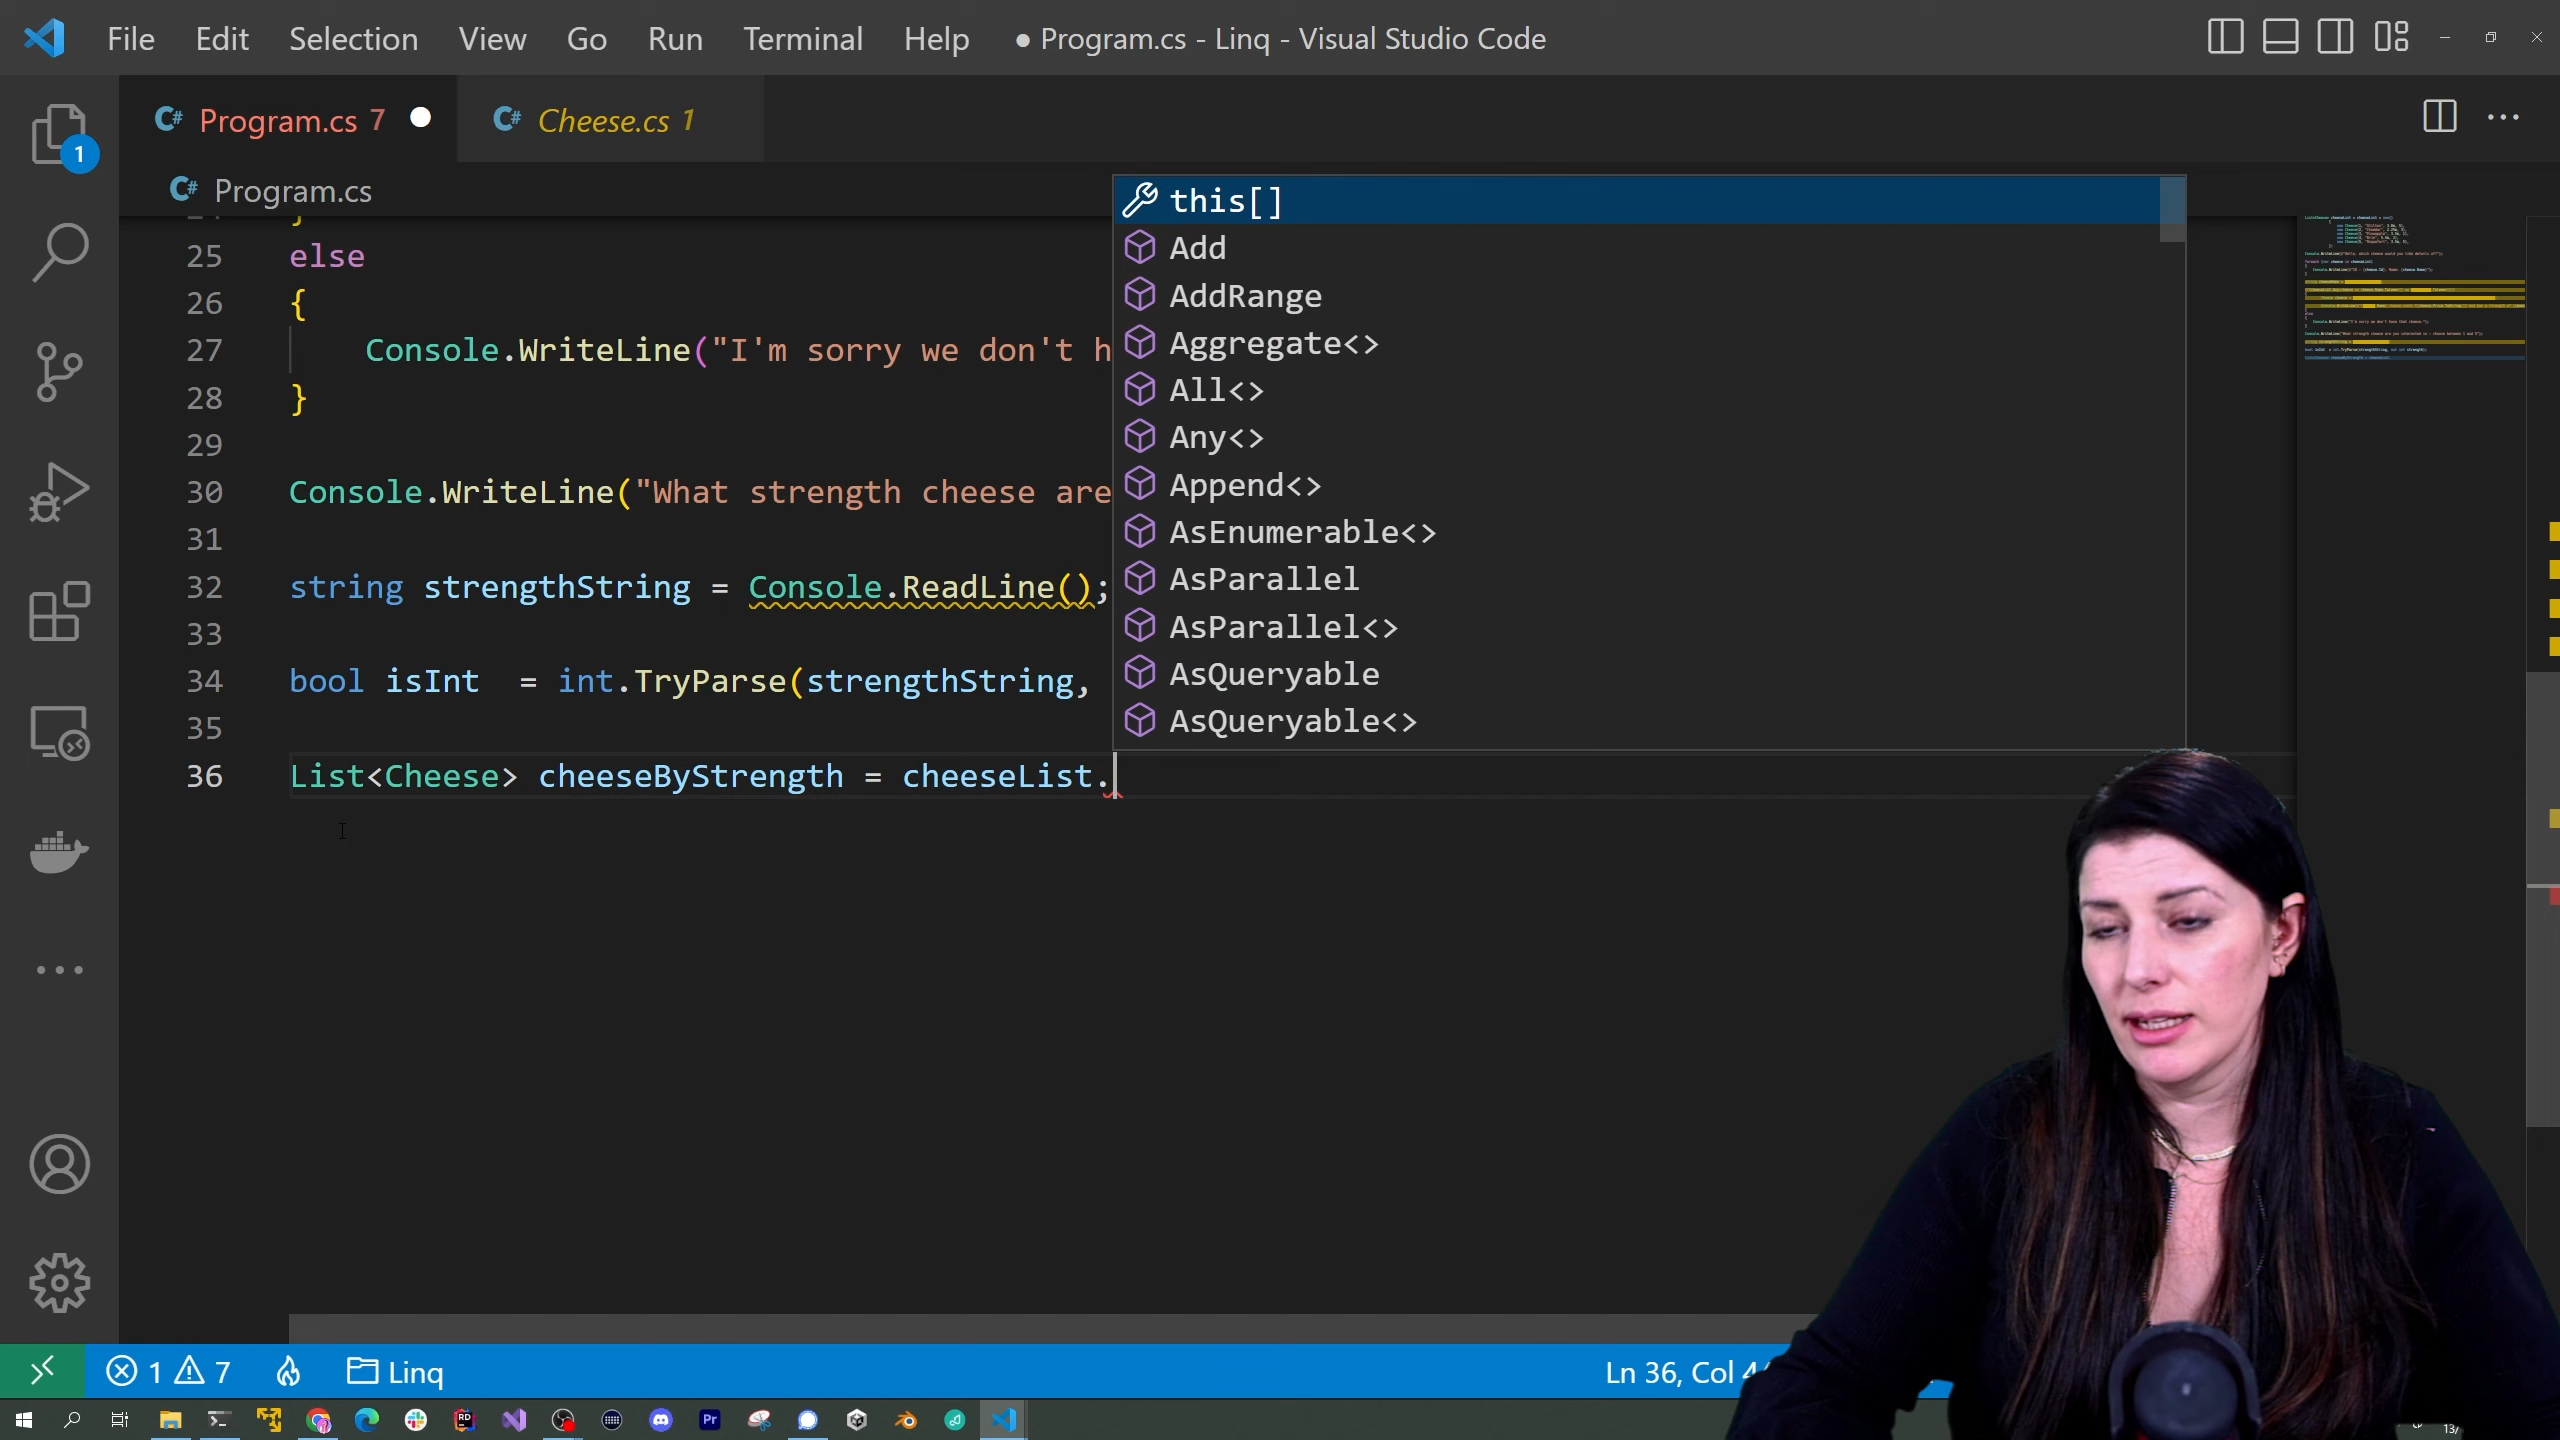 File Edit Selection View Go Run Terminal Help ● Program.cs - Linq - Visual Studio Code
Program.cs 7 Cheese.cs 1
1
Program.cs
25 else
26 {
27 Console.WriteLine("I'm sorry we don't h
28 }
29
30 Console.WriteLine("What strength cheese are
31
32 string strengthString = Console.ReadLine();
33
34 bool isInt = int.TryParse(strengthString,
35
36 List<Cheese> cheeseByStrength = cheeseList.
this[]
Add
AddRange
Aggregate<>
All<>
Any<>
Append<>
AsEnumerable<>
AsParallel
AsParallel<>
AsQueryable
AsQueryable<>
1 7 Linq Ln 36, Col